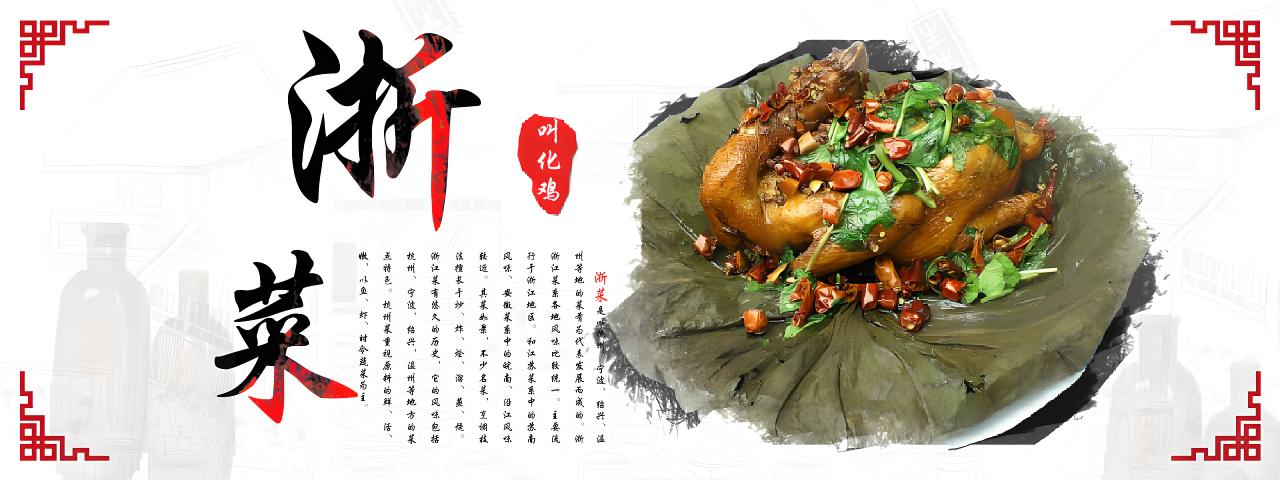 浙菜
叫化鸡
浙菜是 宁波、绍兴、温
州等地的菜肴为代表发展而成的。浙
浙江菜系各地风味比较统一。主要流
行于浙江地区。和江苏菜系中的苏南
风味、安徽菜系中的皖南、沿江风味
较近。其菜如景，不少名菜，烹调技
法擅长于炒、炸、烩、溜、蒸、烧。
浙江菜有悠久的历史，它的风味包括
杭州、宁波、绍兴，温州等地方的菜
点特色。杭州菜重视原料的鲜、活、
嫩，以鱼、虾、时令蔬菜为主。